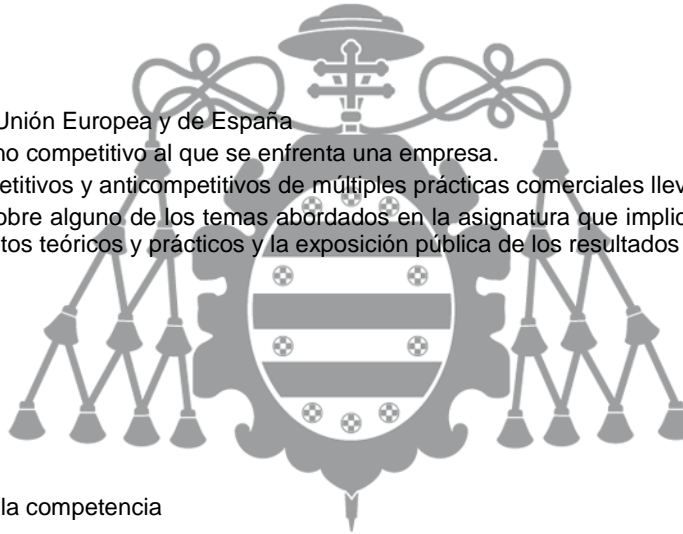 Unión Europea y de España
no competitivo al que se enfrenta una empresa.
etitivos y anticompetitivos de múltiples prácticas comerciales llev
obre alguno de los temas abordados en la asignatura que implic
tos teóricos y prácticos y la exposición pública de los resultados
la competencia